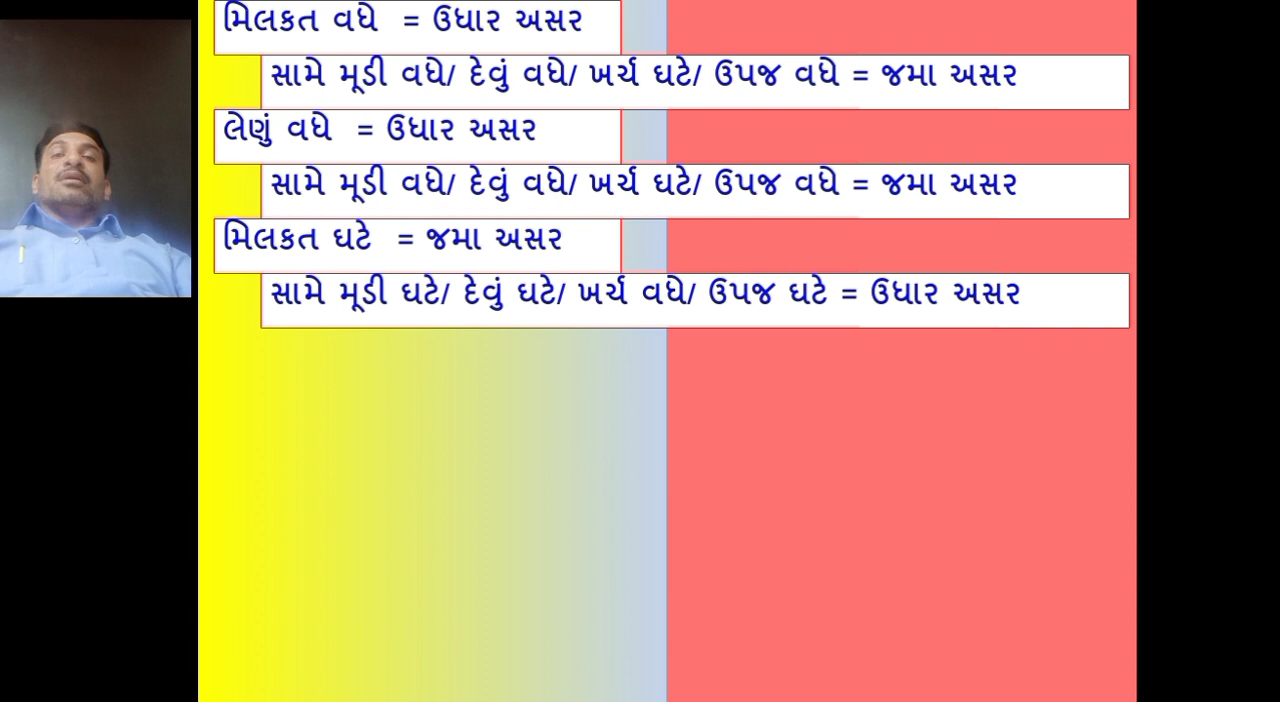 મિલકત વધે = ઉધાર અસર
સામે મૂડી વધે/ દેવું વધે/ ખર્ચ ઘટે/ ઉપજ વધે = જમા અસર
લેણું વધે = ઉધાર અસર
સામે મૂડી વધે/ દેવું વધે/ ખર્ચ ઘટે/ ઉપજ વધે = જમા અસર
મિલકત ઘટે = જમા અસર
સામે મૂડી ઘટે/ દેવું ઘટે/ ખર્ચ વધે/ ઉપજ ઘટે = ઉધાર અસર